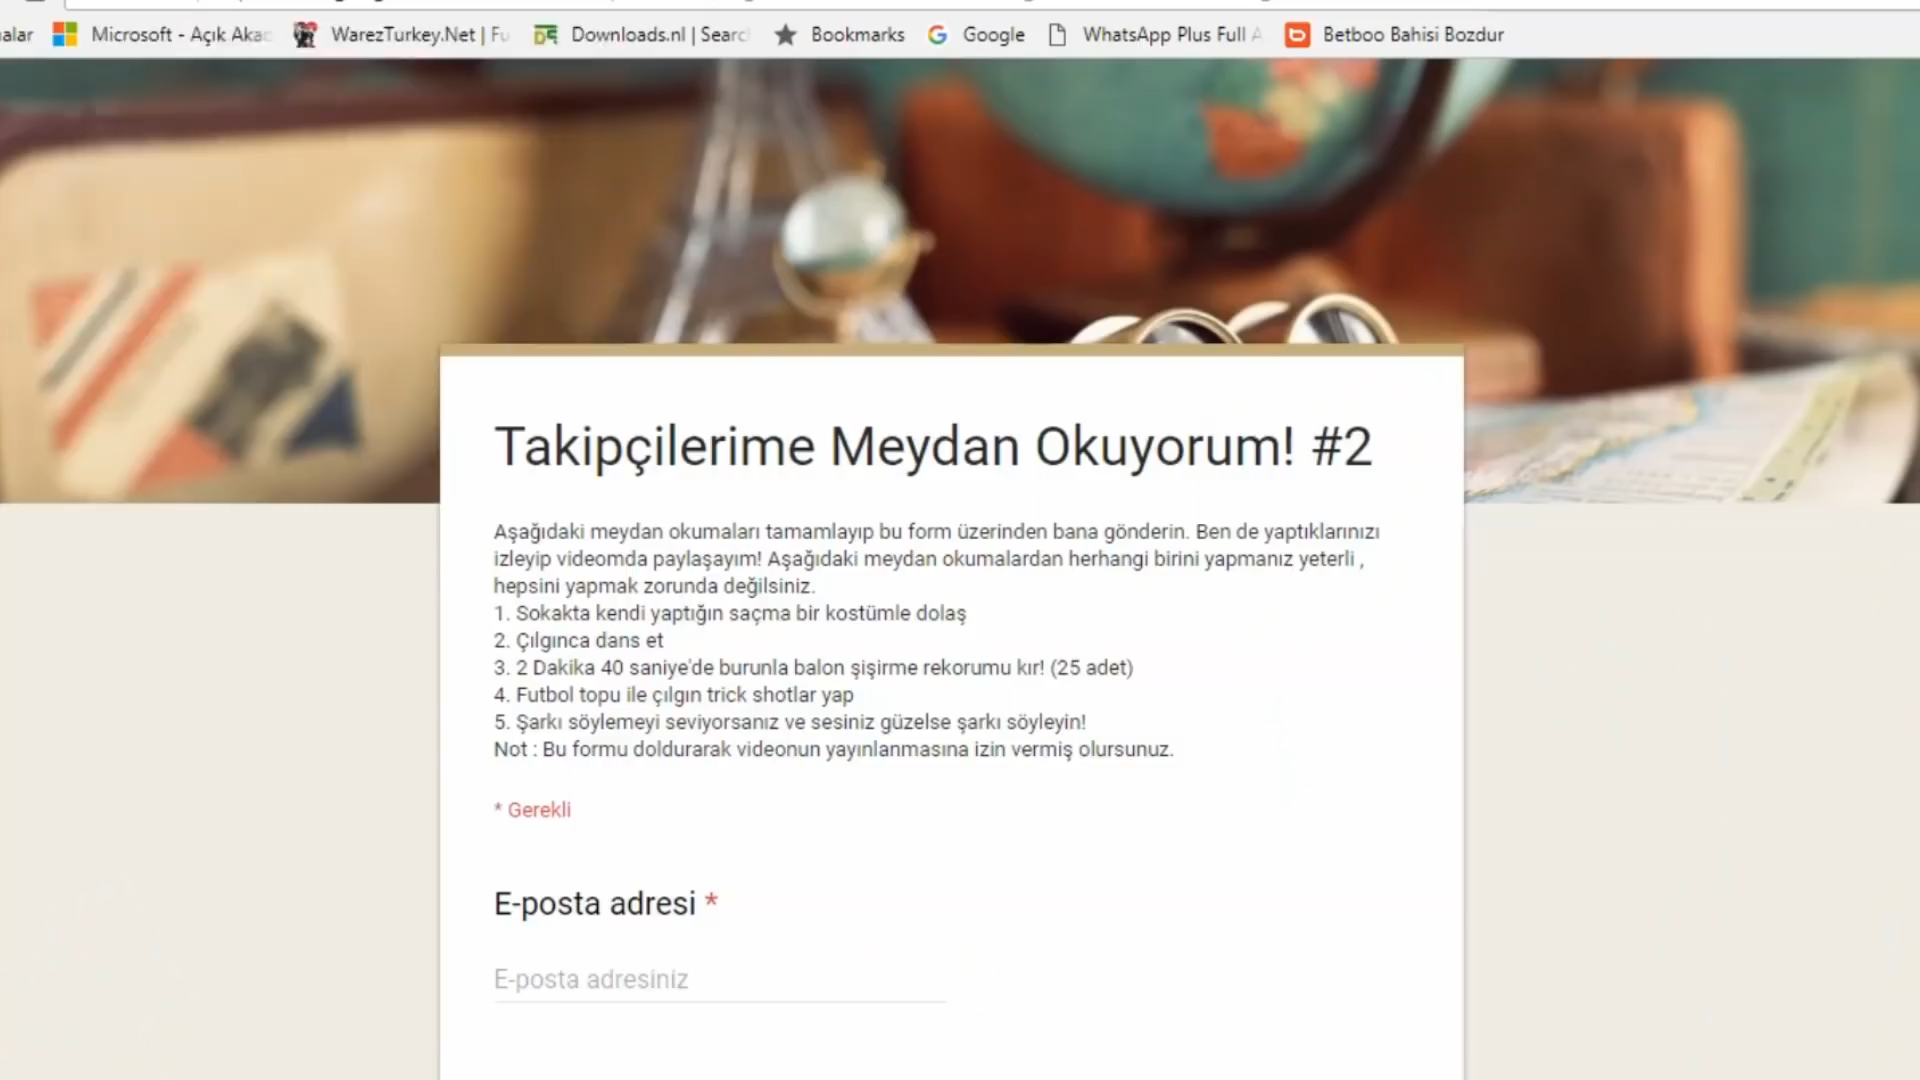 alar Microsoft - Açık Aka WarezTurkey.Net | Fu Downloads.nl | Searc Bookmarks Google WhatsApp Plus Full A Betboo Bahisi Bozdur
Takipçilerime Meydan Okuyorum! #2
Aşağıdaki meydan okumaları tamamlayıp bu form üzerinden bana gönderin. Ben de yaptıklarınızı
izleyip videomda paylaşayım! Aşağıdaki meydan okumalardan herhangi birini yapmanız yeterli ,
hepsini yapmak zorunda değilsiniz.
1. Sokakta kendi yaptığın saçma bir kostümle dolaş
2. Çılgınca dans et
3. 2 Dakika 40 saniye'de burunla balon şişirme rekorumu kır! (25 adet)
4. Futbol topu ile çılgın trick shotlar yap
5. Şarkı söylemeyi seviyorsanız ve sesiniz güzelse şarkı söyleyin!
Not : Bu formu doldurarak videonun yayınlanmasına izin vermiş olursunuz.
* Gerekli
E-posta adresi *
E-posta adresiniz